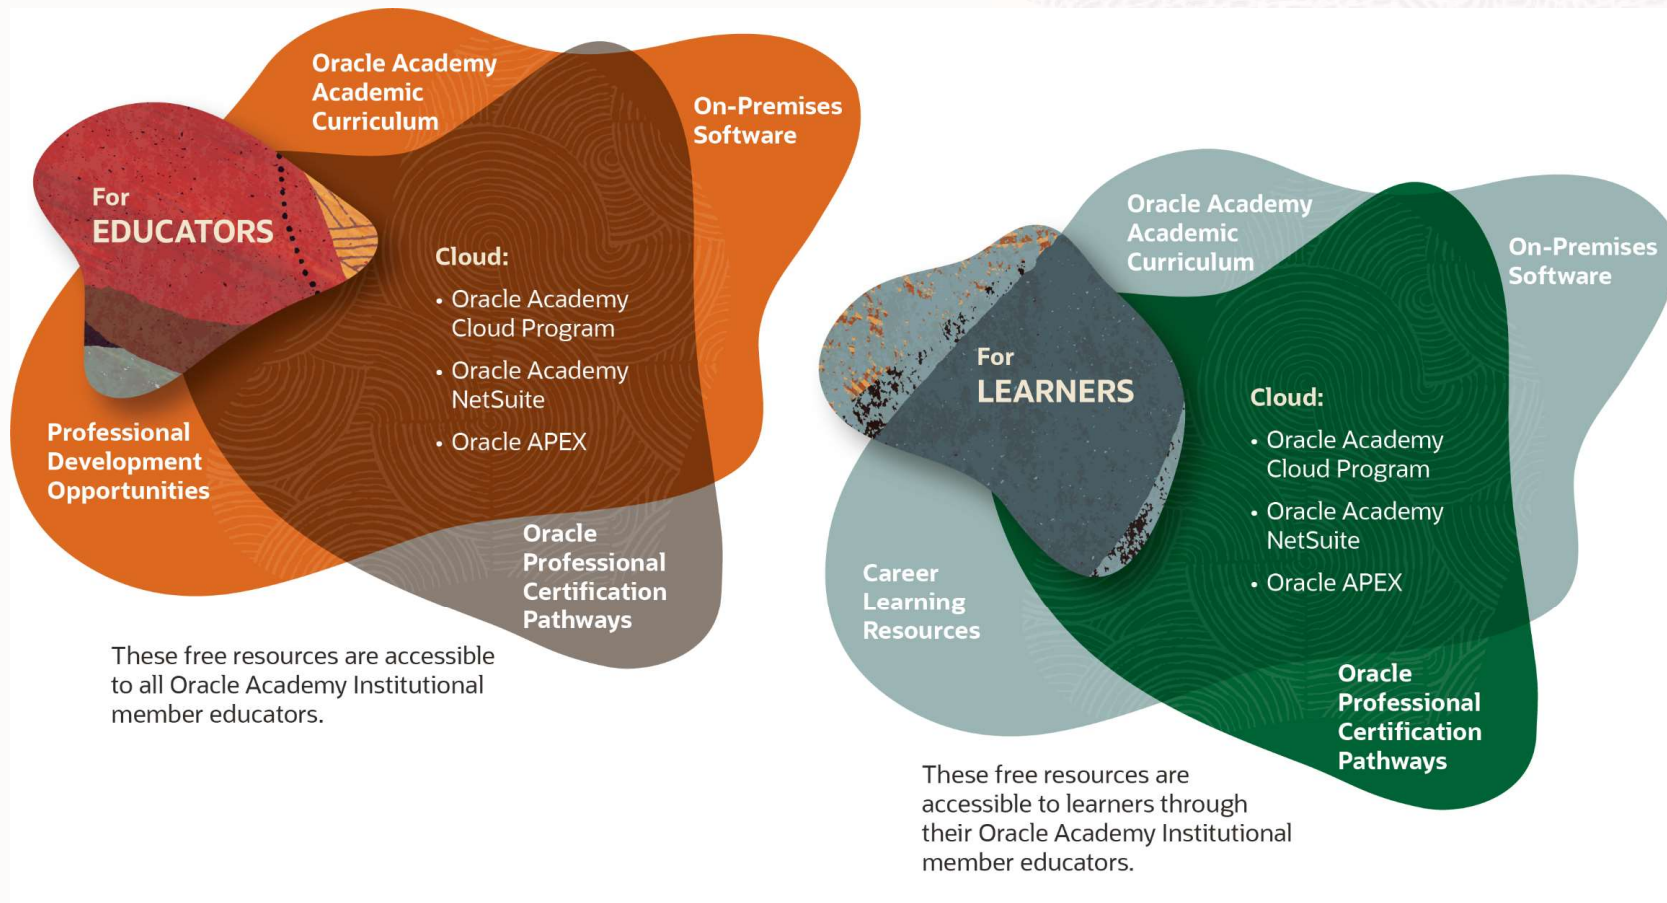 For
EDUCATORS
Oracle Academy
Academic
Curriculum
On-Premises
Software
Cloud:
• Oracle Academy
Cloud Program
• Oracle Academy
NetSuite
• Oracle APEX
Professional
Development
Opportunities
Oracle
Professional
Certification
Pathways
These free resources are accessible
to all Oracle Academy Institutional
member educators.
For
LEARNERS
Oracle Academy
Academic
Curriculum
On-Premises
Software
Cloud:
• Oracle Academy
Cloud Program
• Oracle Academy
NetSuite
• Oracle APEX
Career
Learning
Resources
Oracle
Professional
Certification
Pathways
These free resources are
accessible to learners through
their Oracle Academy Institutional
member educators.